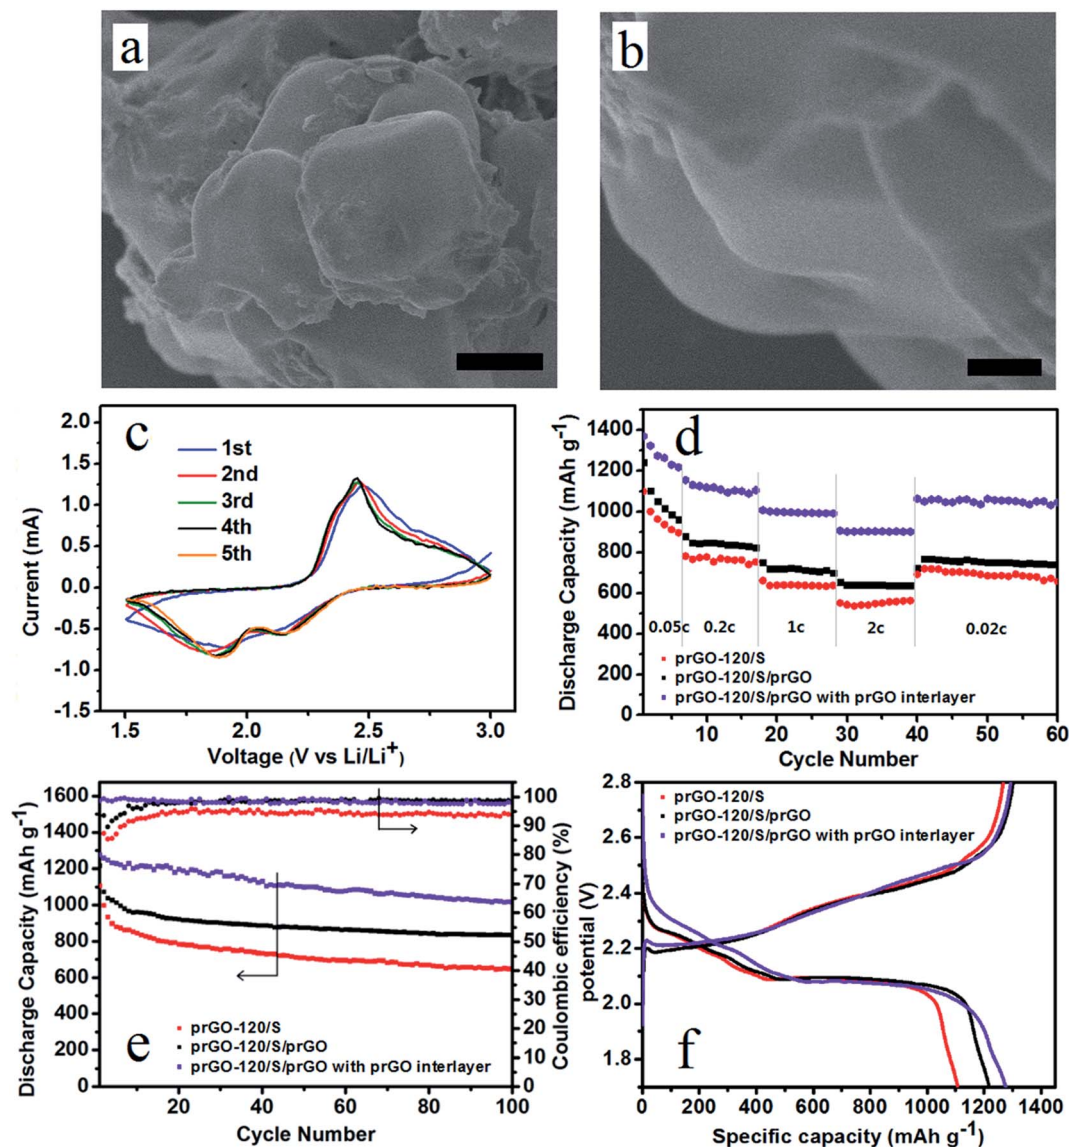 a
b
c
1st
2nd
3rd
4th
5th
2.0
1.5
1.0
0.5
0.0
-0.5
-1.0
-1.5
Current (mA)
1.5
2.0
2.5
3.0
Voltage (V vs Li/Li+)
d
1400
1200
1000
800
600
400
200
0
Discharge Capacity (mAh g-1)
0.05c
0.2c
1c
2c
0.02c
prGO-120/S
prGO-120/S/prGO
prGO-120/S/prGO with prGO interlayer
10
20
30
40
50
60
Cycle Number
e
1600
1400
1200
1000
800
600
400
200
0
Discharge Capacity (mAh g-1)
100
90
80
70
60
50
40
30
20
10
0
Coulombic efficiency (%)
prGO-120/S
prGO-120/S/prGO
prGO-120/S/prGO with prGO interlayer
20
40
60
80
100
Cycle Number
f
2.8
2.6
2.4
2.2
2.0
1.8
potential (V)
prGO-120/S
prGO-120/S/prGO
prGO-120/S/prGO with prGO interlayer
0
200
400
600
800
1000
1200
1400
Specific capacity (mAh g-1)